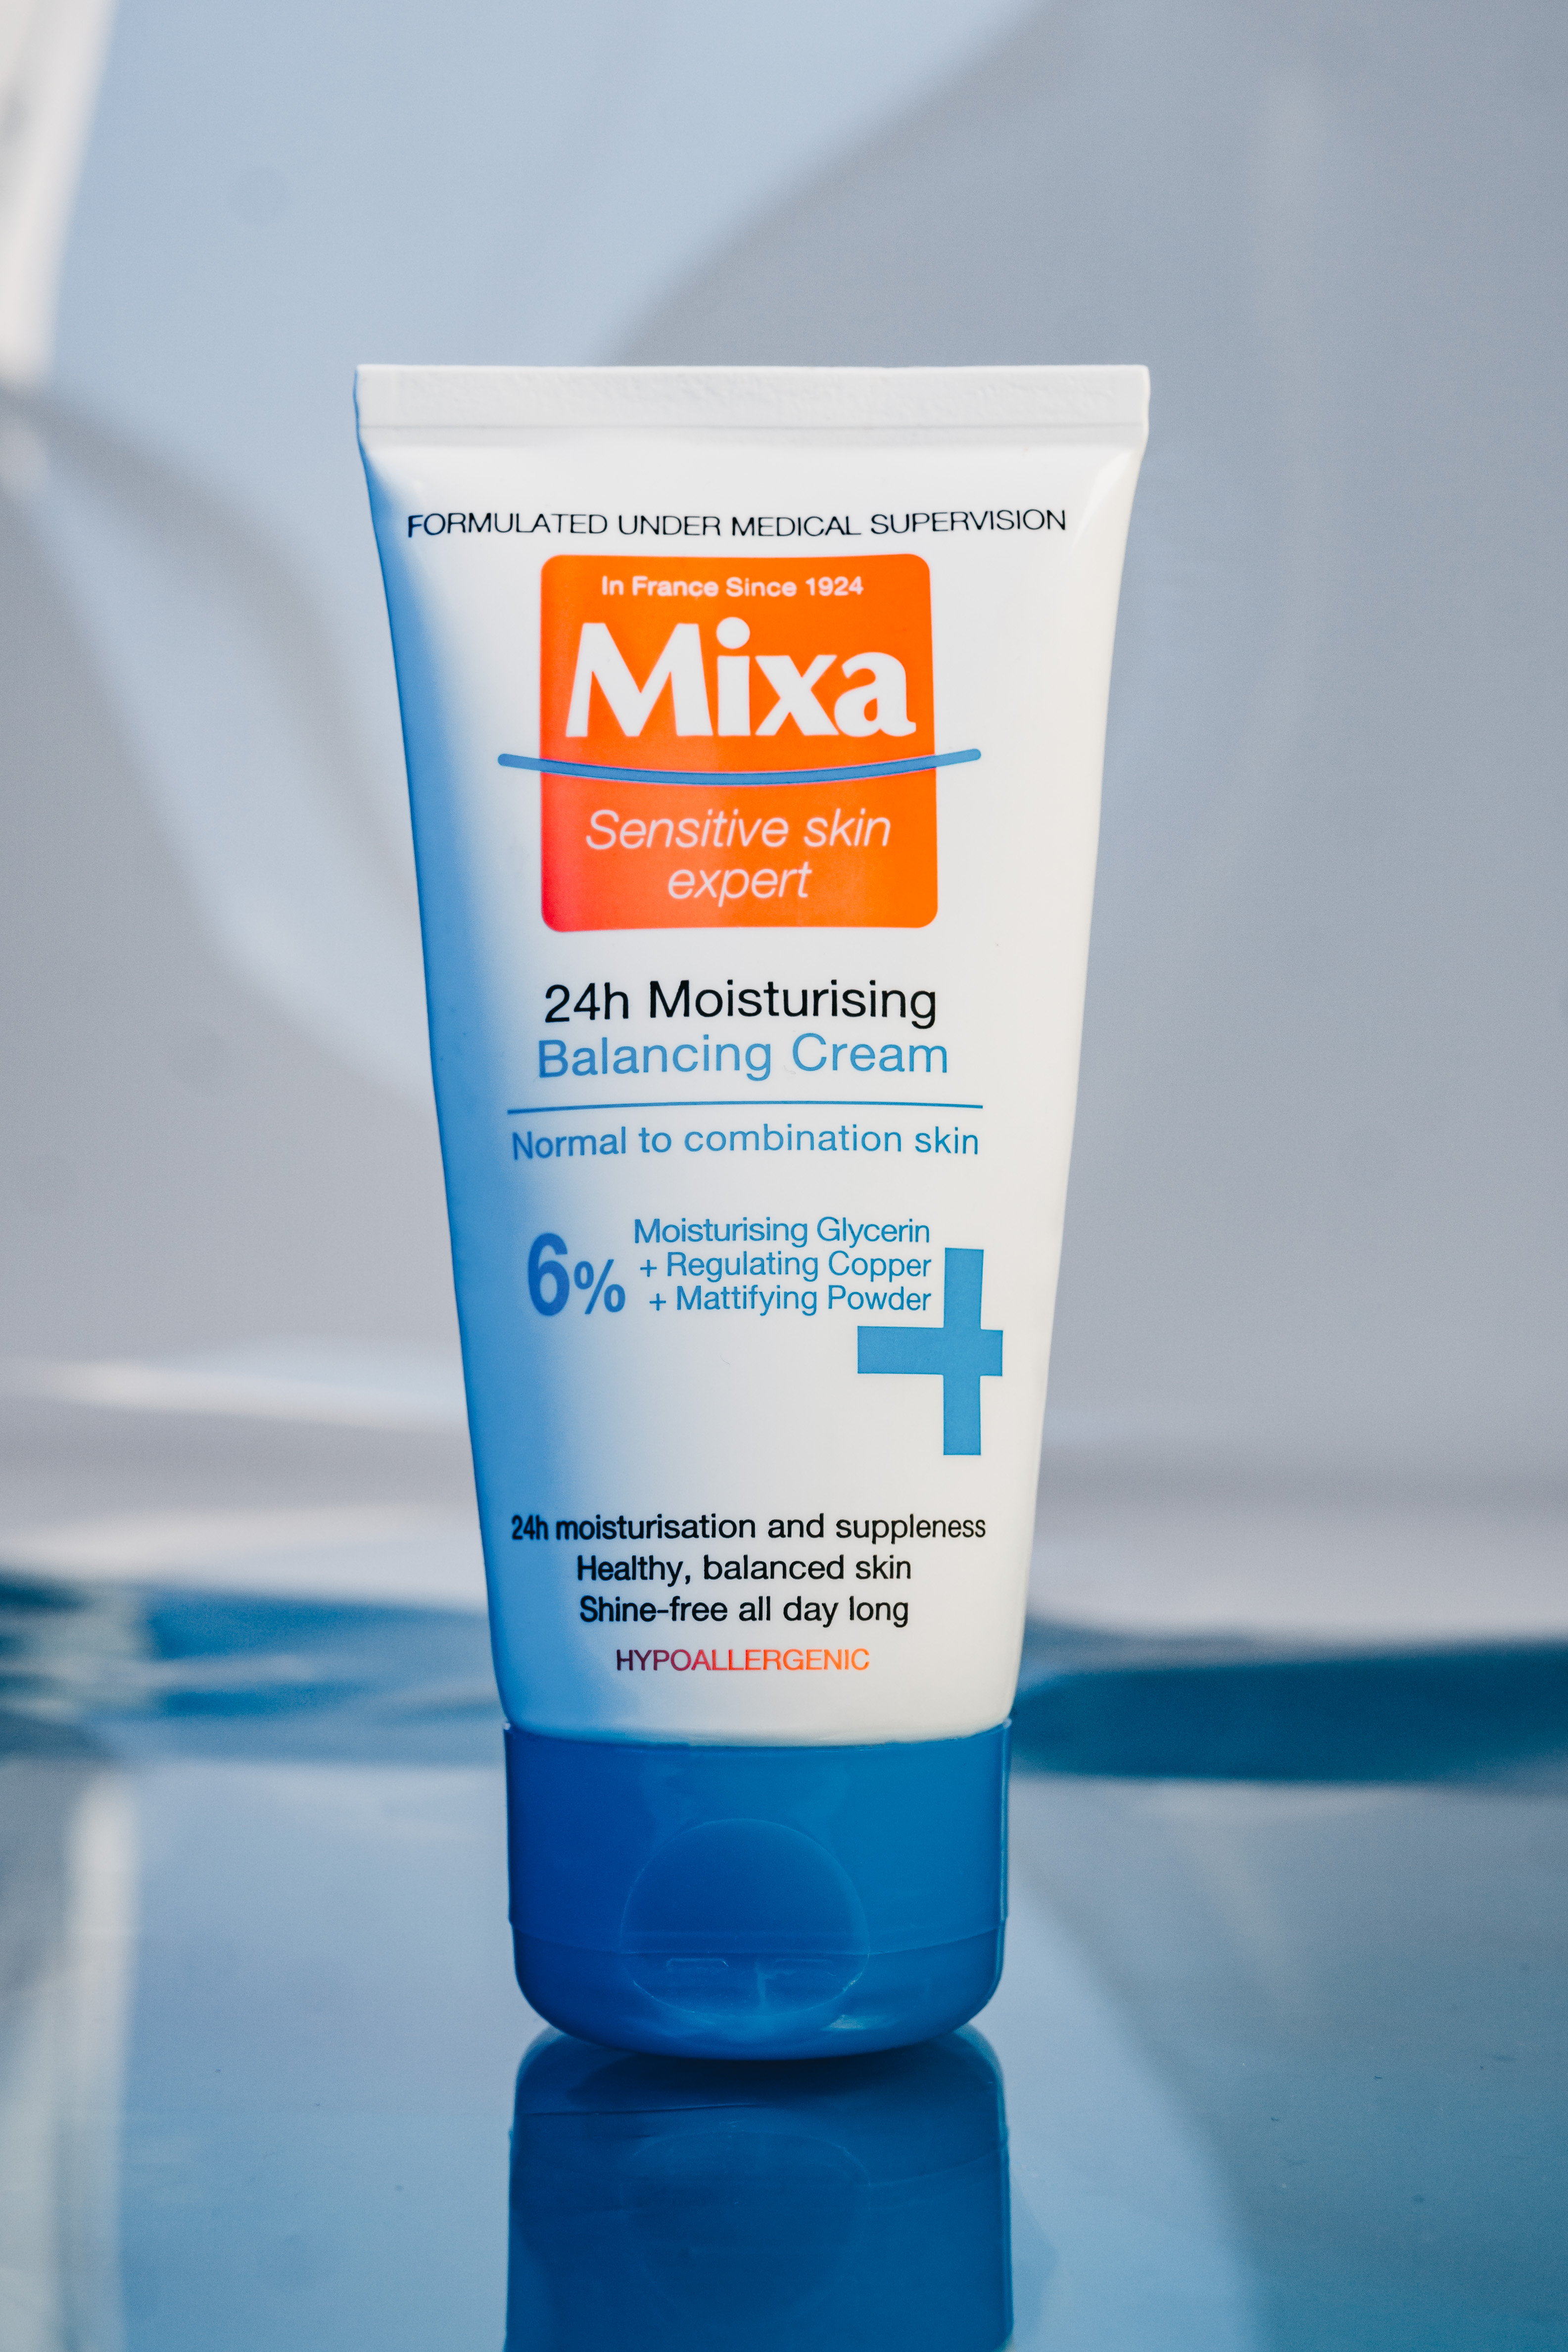 FORMULATED UNDER MEDICAL SUPERVISION
In France Since 1924
Mixa
Sensitive skin
expert
24h Moisturising
Balancing Cream
Normal to combination skin
6%
Moisturising Glycerin
+ Regulating Copper
+ Mattifying Powder
24h moisturisation and suppleness
Healthy, balanced skin
Shine-free all day long
HYPOALLERGENIC